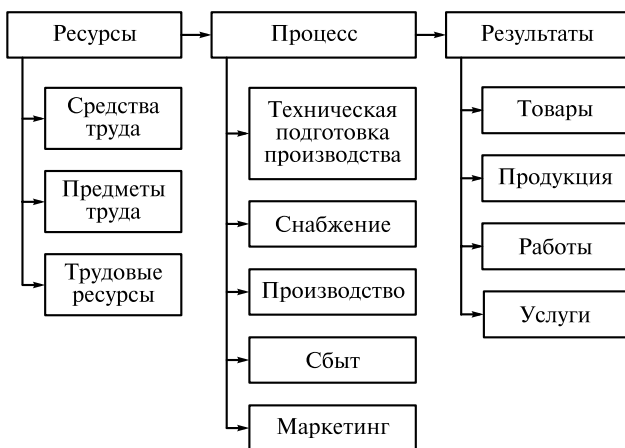 Ресурсы
Процесс
Результаты
Средства
труда
Предметы
труда
Трудовые
ресурсы
Техническая
подготовка
производства
Снабжение
Производство
Сбыт
Маркетинг
Товары
Продукция
Работы
Услуги